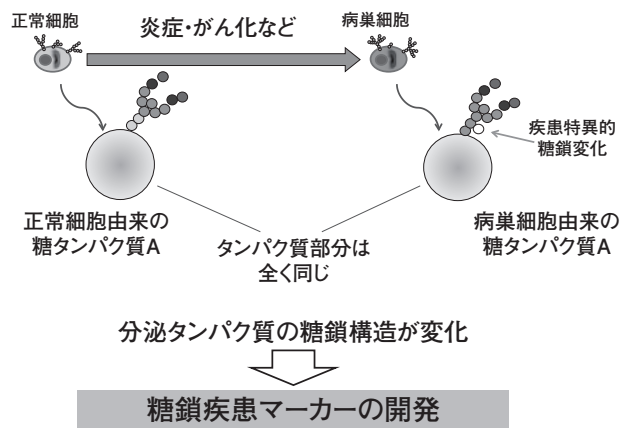 正常細胞
炎症・がん化など
病巣細胞
疾患特異的
糖鎖変化
正常細胞由来の
糖タンパク質A
タンパク質部分は
全く同じ
病巣細胞由来の
糖タンパク質A
分泌タンパク質の糖鎖構造が変化
糖鎖疾患マーカーの開発